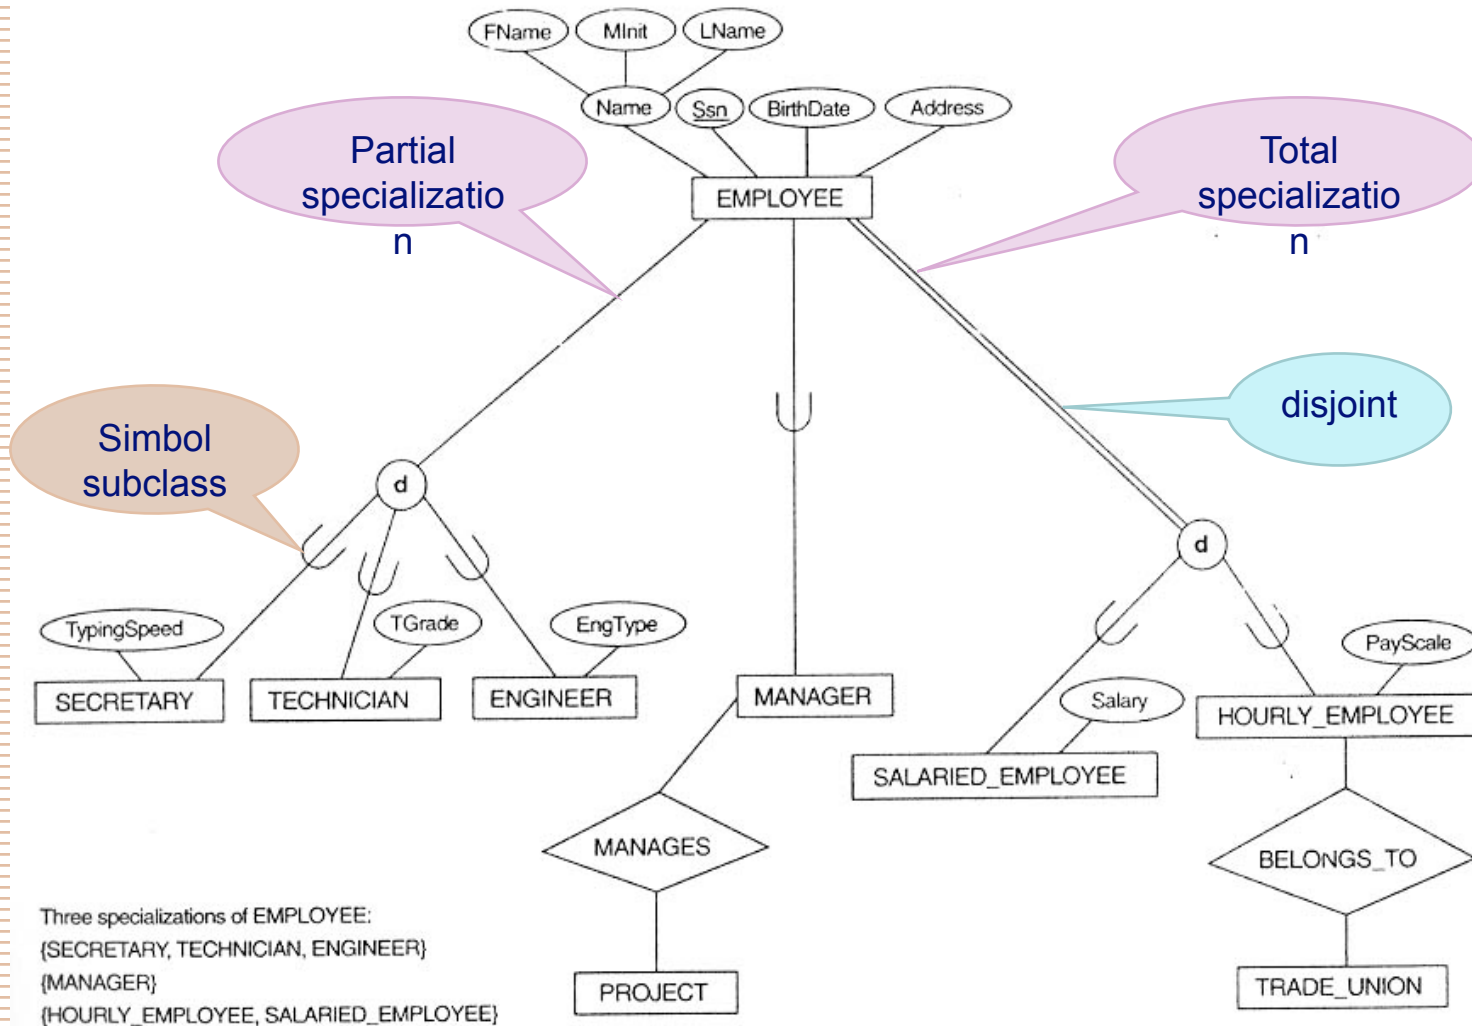 FName
MInit
LName
Name
Ssn
BirthDate
Address
Partial
specializatio
n
Total
specializatio
n
EMPLOYEE
disjoint
Simbol
subclass
d
d
TypingSpeed
TGrade
EngType
PayScale
Salary
SECRETARY
TECHNICIAN
ENGINEER
MANAGER
HOURLY_EMPLOYEE
SALARIED_EMPLOYEE
MANAGES
BELONGS_TO
PROJECT
TRADE_UNION
Three specializations of EMPLOYEE:
{SECRETARY, TECHNICIAN, ENGINEER}
{MANAGER}
{HOURLY_EMPLOYEE, SALARIED_EMPLOYEE}